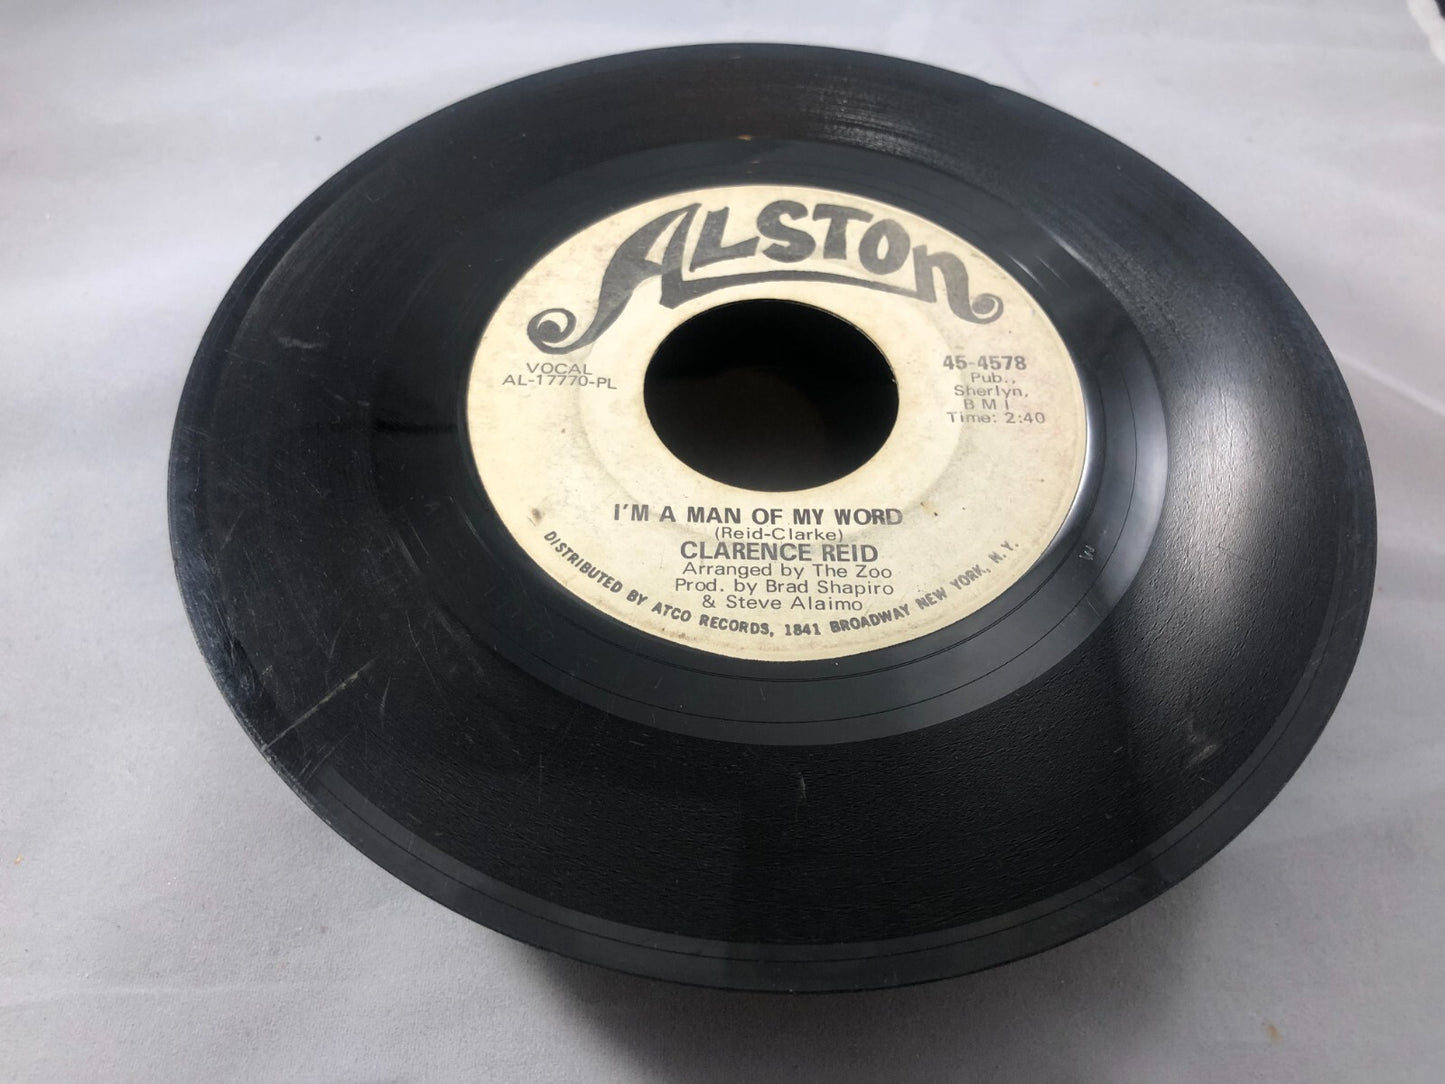 ALSTON
VOCAL
AL-17770-PL
45-4578
Pub.,
Sherlyn,
BMI
Time: 2:40
I'M A MAN OF MY WORD
(Reid-Clarke)
CLARENCE REID
Arranged by The Zoo
Prod. by Brad Shapiro
& Steve Alaimo
DISTRIBUTED BY ATCO RECORDS, 1841 BROADWAY NEW YORK, N. Y.
W